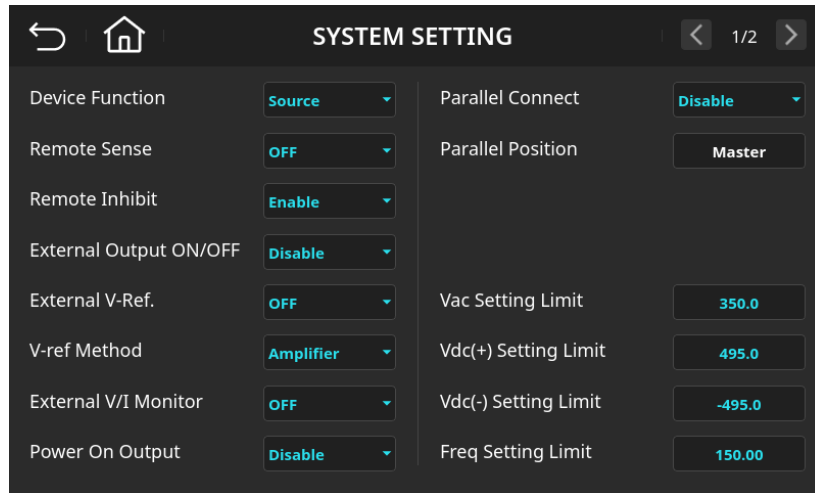 SYSTEM SETTING
1/2
Device Function Source
Remote Sense OFF
Remote Inhibit Enable
External Output ON/OFF Disable
External V-Ref. OFF
V-ref Method Amplifier
External V/I Monitor OFF
Power On Output Disable
Parallel Connect Disable
Parallel Position Master
Vac Setting Limit 350.0
Vdc(+) Setting Limit 495.0
Vdc(-) Setting Limit -495.0
Freq Setting Limit 150.00